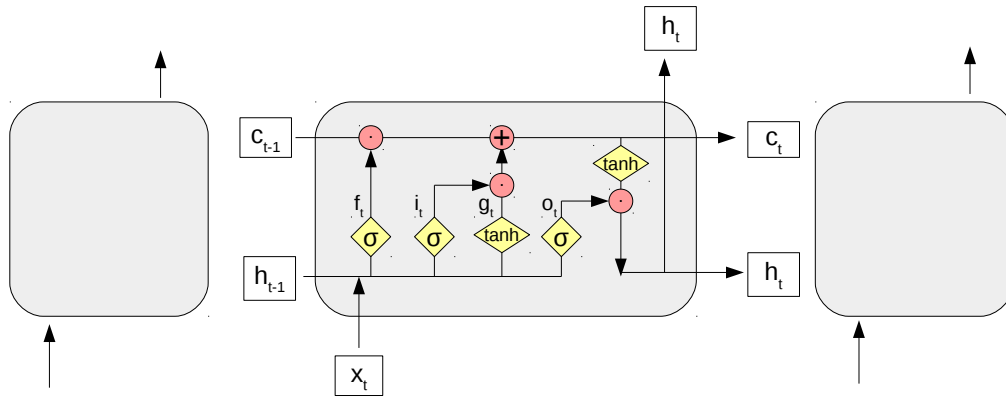 h_t
c_{t-1}
·
+
c_t
tanh
·
·
f_t
i_t
g_t
o_t
σ
σ
tanh
σ
h_{t-1}
h_t
x_t